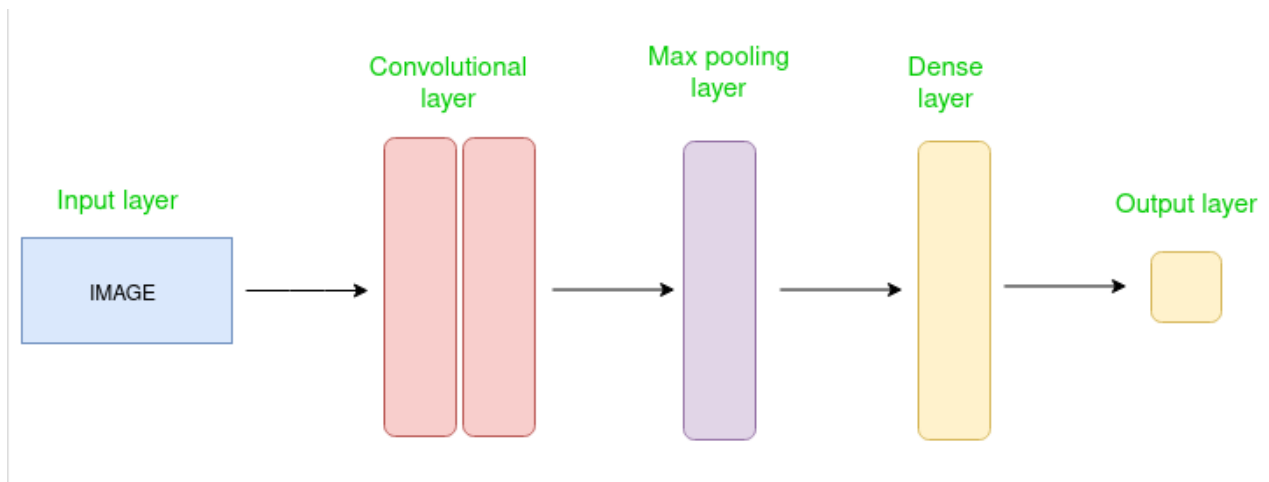 Input layer
IMAGE
Convolutional
layer
Max pooling
layer
Dense
layer
Output layer